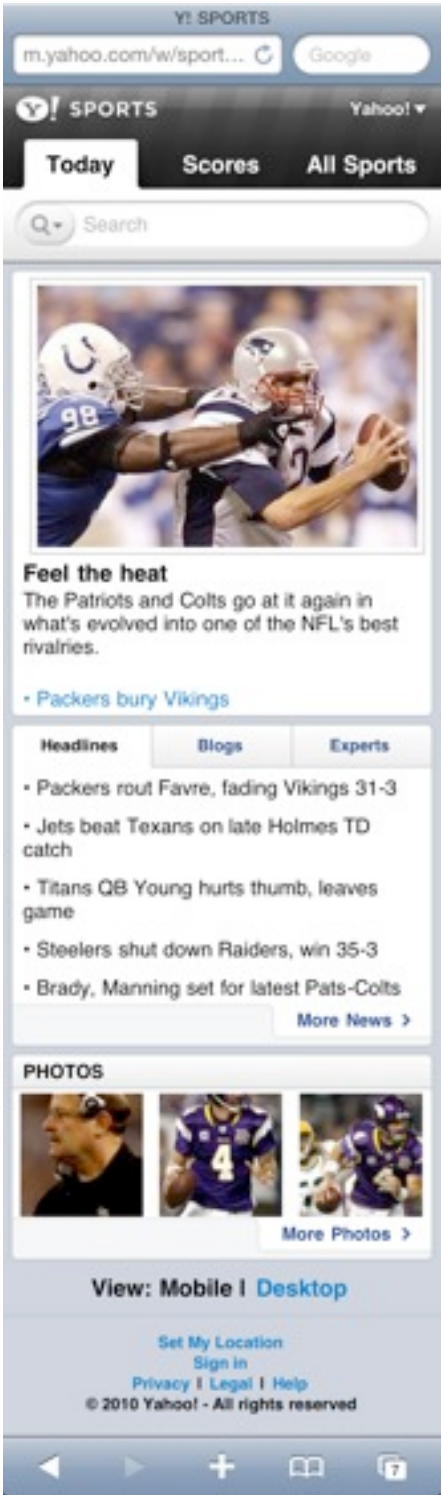 Y! SPORTS
m.yahoo.com/w/sport...
Google
Y! SPORTS
Yahoo!
Today
Scores
All Sports
Search
98
Feel the heat
The Patriots and Colts go at it again in
what's evolved into one of the NFL's best
rivalries.
• Packers bury Vikings
Headlines
Blogs
Experts
• Packers rout Favre, fading Vikings 31-3
• Jets beat Texans on late Holmes TD
catch
• Titans QB Young hurts thumb, leaves
game
• Steelers shut down Raiders, win 35-3
• Brady, Manning set for latest Pats-Colts
More News >
PHOTOS
4
More Photos >
View: Mobile | Desktop
Set My Location
Sign in
Privacy | Legal | Help
© 2010 Yahoo! - All rights reserved
7